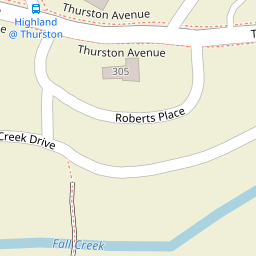 Thurston Avenue
Highland
@ Thurston
T
e
Thurston Avenue
305
Roberts Place
Creek Drive
Fall Creek